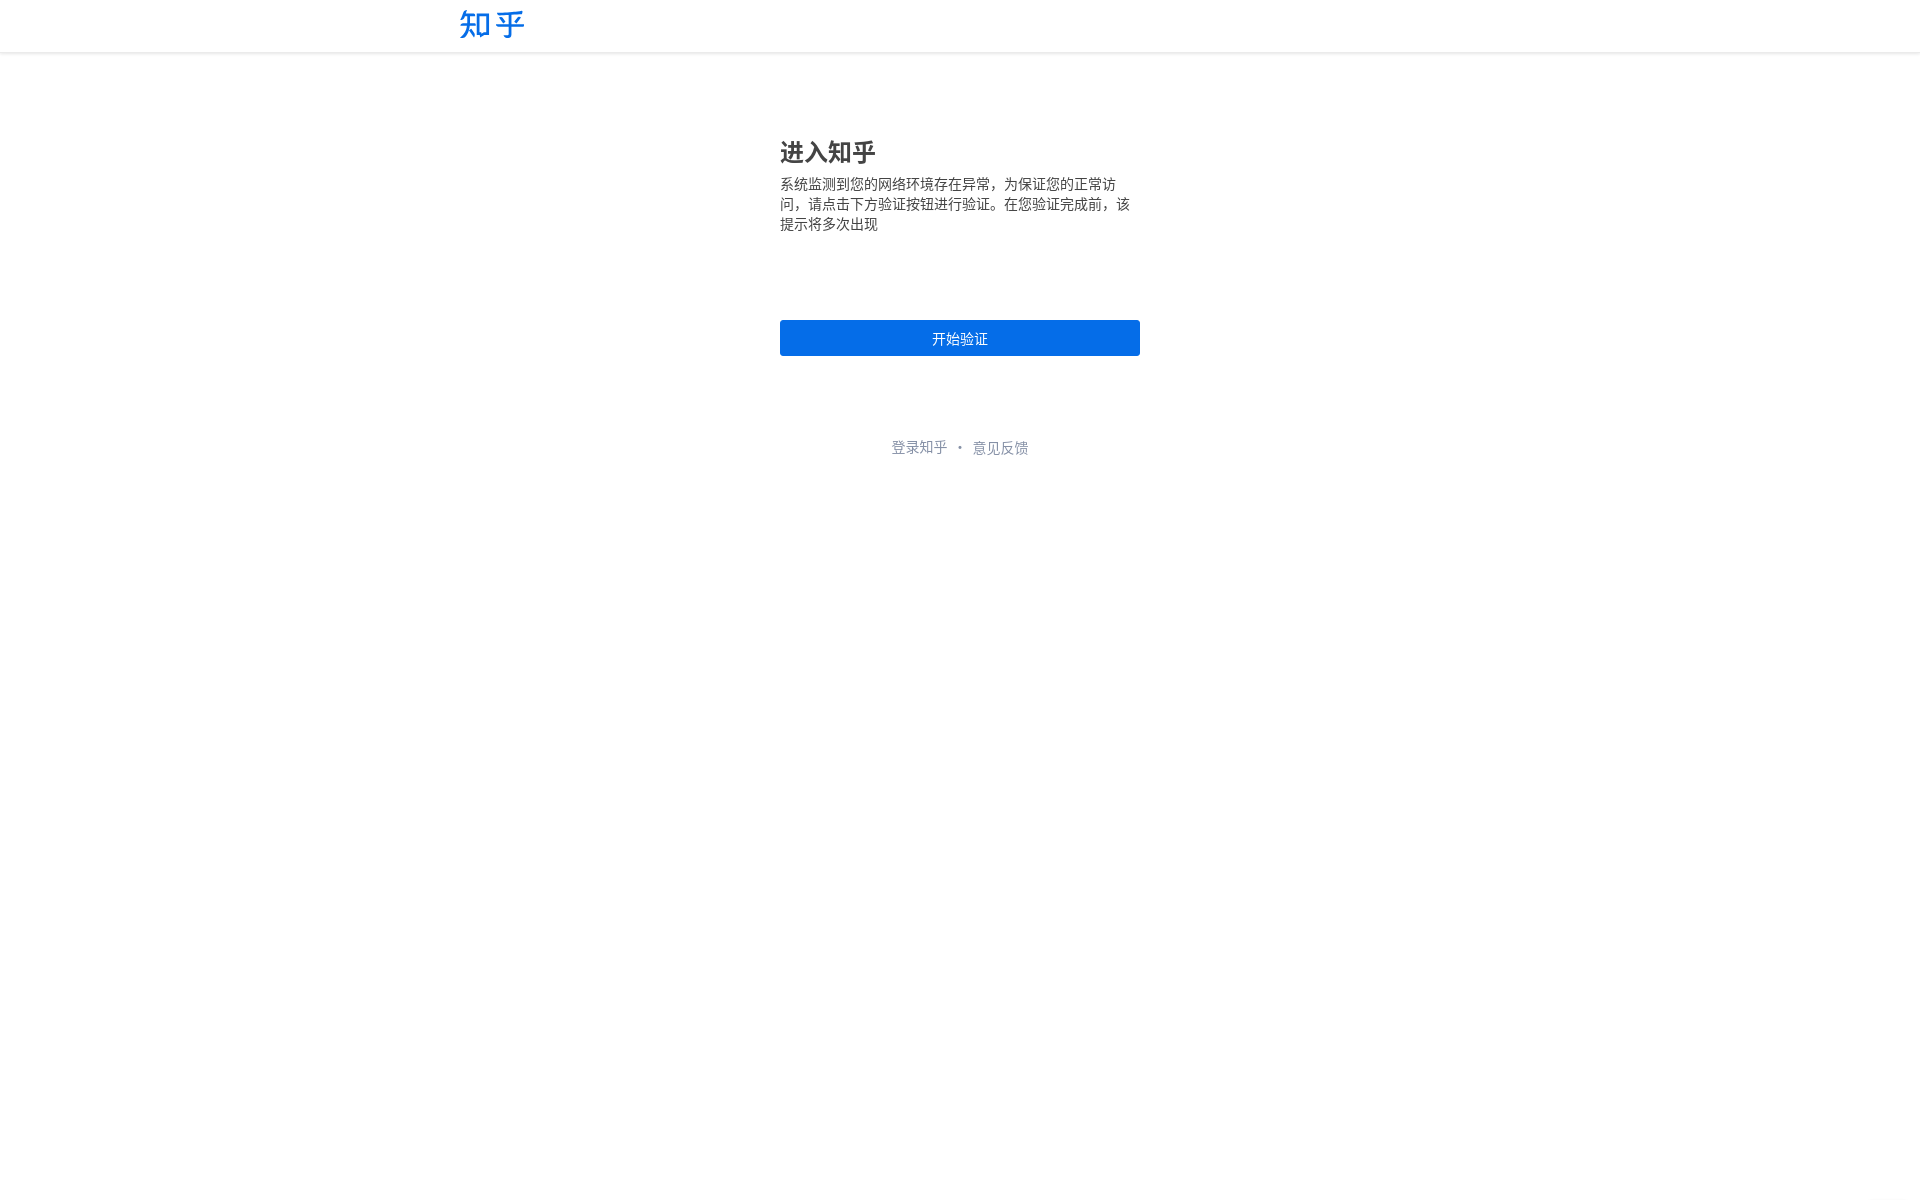 知乎
进入知乎
系统监测到您的网络环境存在异常，为保证您的正常访
问，请点击下方验证按钮进行验证。在您验证完成前，该
提示将多次出现
开始验证
登录知乎 · 意见反馈